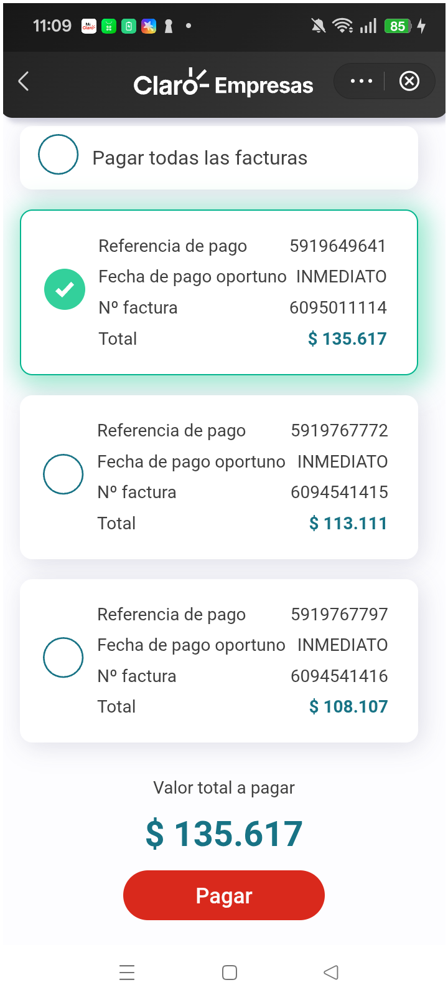 11:09
Mi Claro
85
Claro Empresas
Pagar todas las facturas
Referencia de pago 5919649641
Fecha de pago oportuno INMEDIATO
Nº factura 6095011114
Total $ 135.617
Referencia de pago 5919767772
Fecha de pago oportuno INMEDIATO
Nº factura 6094541415
Total $ 113.111
Referencia de pago 5919767797
Fecha de pago oportuno INMEDIATO
Nº factura 6094541416
Total $ 108.107
Valor total a pagar
$ 135.617
Pagar